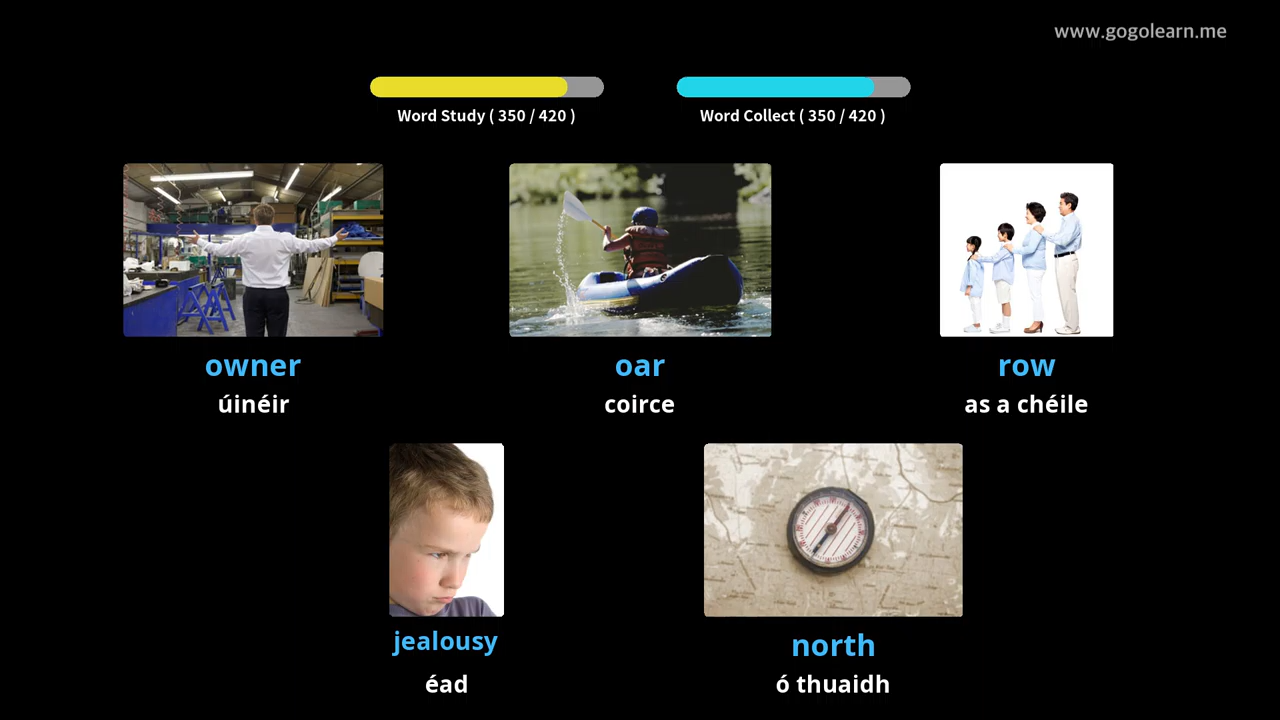 www.gogolearn.me
Word Study ( 350 / 420 )
Word Collect ( 350 / 420 )
owner
úinéir
oar
coirce
row
as a chéile
jealousy
éad
north
ó thuaidh